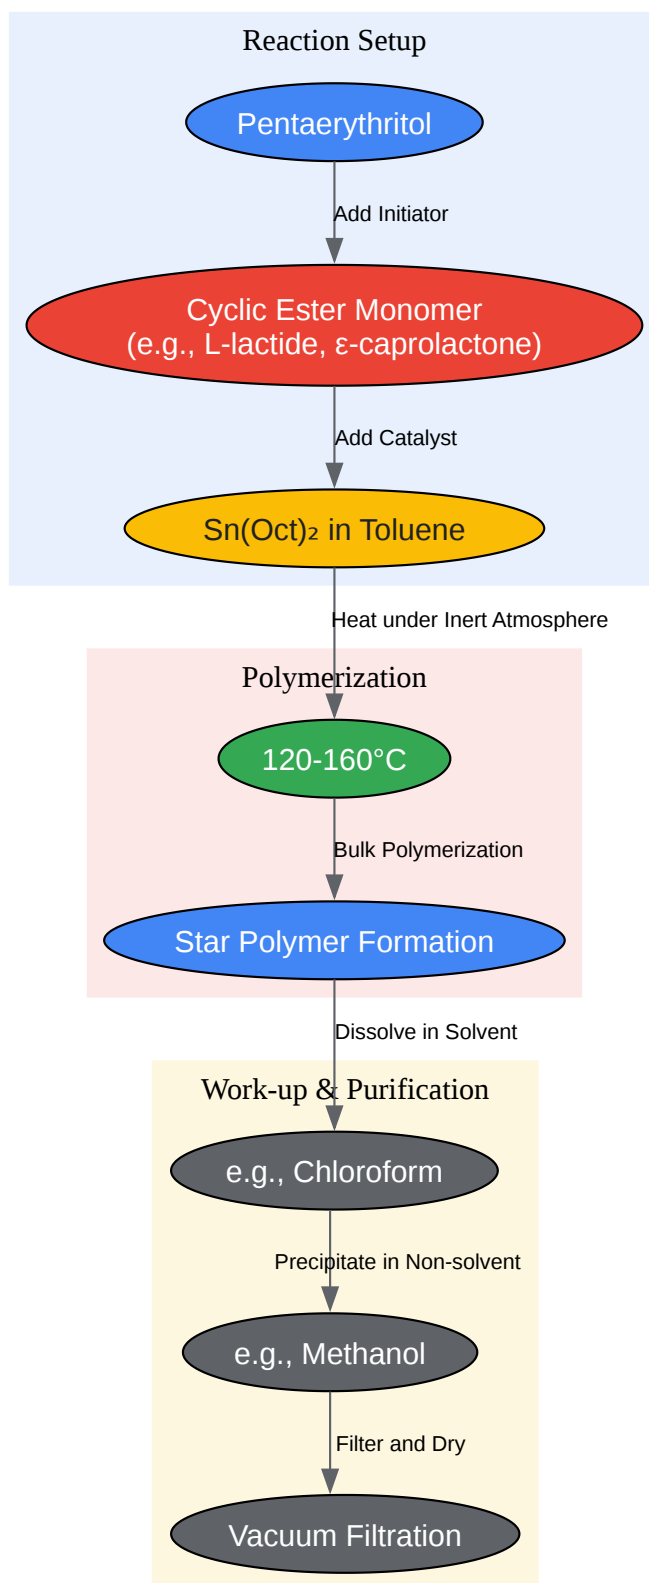 Reaction Setup
Pentaerythritol
Add Initiator
Cyclic Ester Monomer
(e.g., L-lactide, ε-caprolactone)
Add Catalyst
Sn(Oct)₂ in Toluene
Heat under Inert Atmosphere
Polymerization
120-160°C
Bulk Polymerization
Star Polymer Formation
Dissolve in Solvent
Work-up & Purification
e.g., Chloroform
Precipitate in Non-solvent
e.g., Methanol
Filter and Dry
Vacuum Filtration